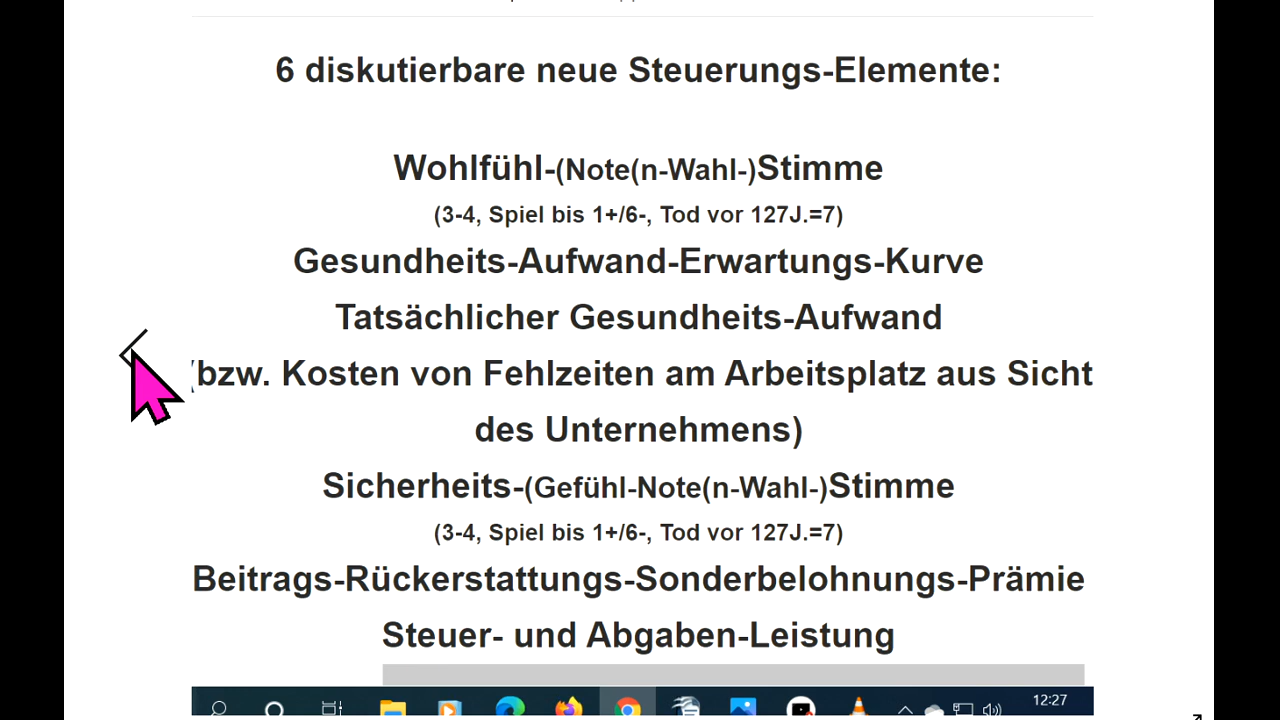 6 diskutierbare neue Steuerungs-Elemente:
Wohlfühl-(Note(n-Wahl-)Stimme
(3-4, Spiel bis 1+/6-, Tod vor 127J.=7)
Gesundheits-Aufwand-Erwartungs-Kurve
Tatsächlicher Gesundheits-Aufwand
(bzw. Kosten von Fehlzeiten am Arbeitsplatz aus Sicht
des Unternehmens)
Sicherheits-(Gefühl-Note(n-Wahl-)Stimme
(3-4, Spiel bis 1+/6-, Tod vor 127J.=7)
Beitrags-Rückerstattungs-Sonderbelohnungs-Prämie
Steuer- und Abgaben-Leistung
12:27